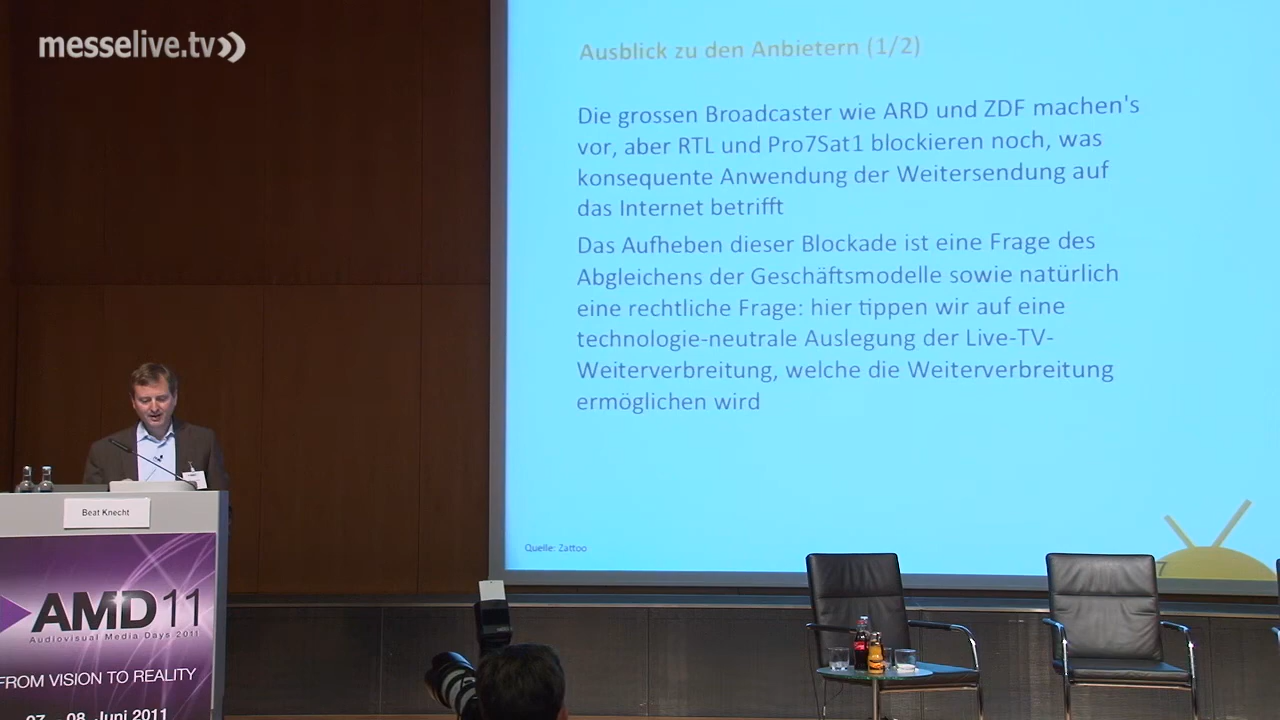 messelive.tv
Ausblick zu den Anbietern (1/2)
Die grossen Broadcaster wie ARD und ZDF machen's
vor, aber RTL und Pro7Sat1 blockieren noch, was
konsequente Anwendung der Weitersendung auf
das Internet betrifft
Das Aufheben dieser Blockade ist eine Frage des
Abgleichens der Geschäftsmodelle sowie natürlich
eine rechtliche Frage: hier tippen wir auf eine
technologie-neutrale Auslegung der Live-TV-
Weiterverbreitung, welche die Weiterverbreitung
ermöglichen wird
Quelle: Zattoo
7
Beat Knecht
AMD11
Audiovisual Media Days 2011
FROM VISION TO REALITY
07. - 08. Juni 2011